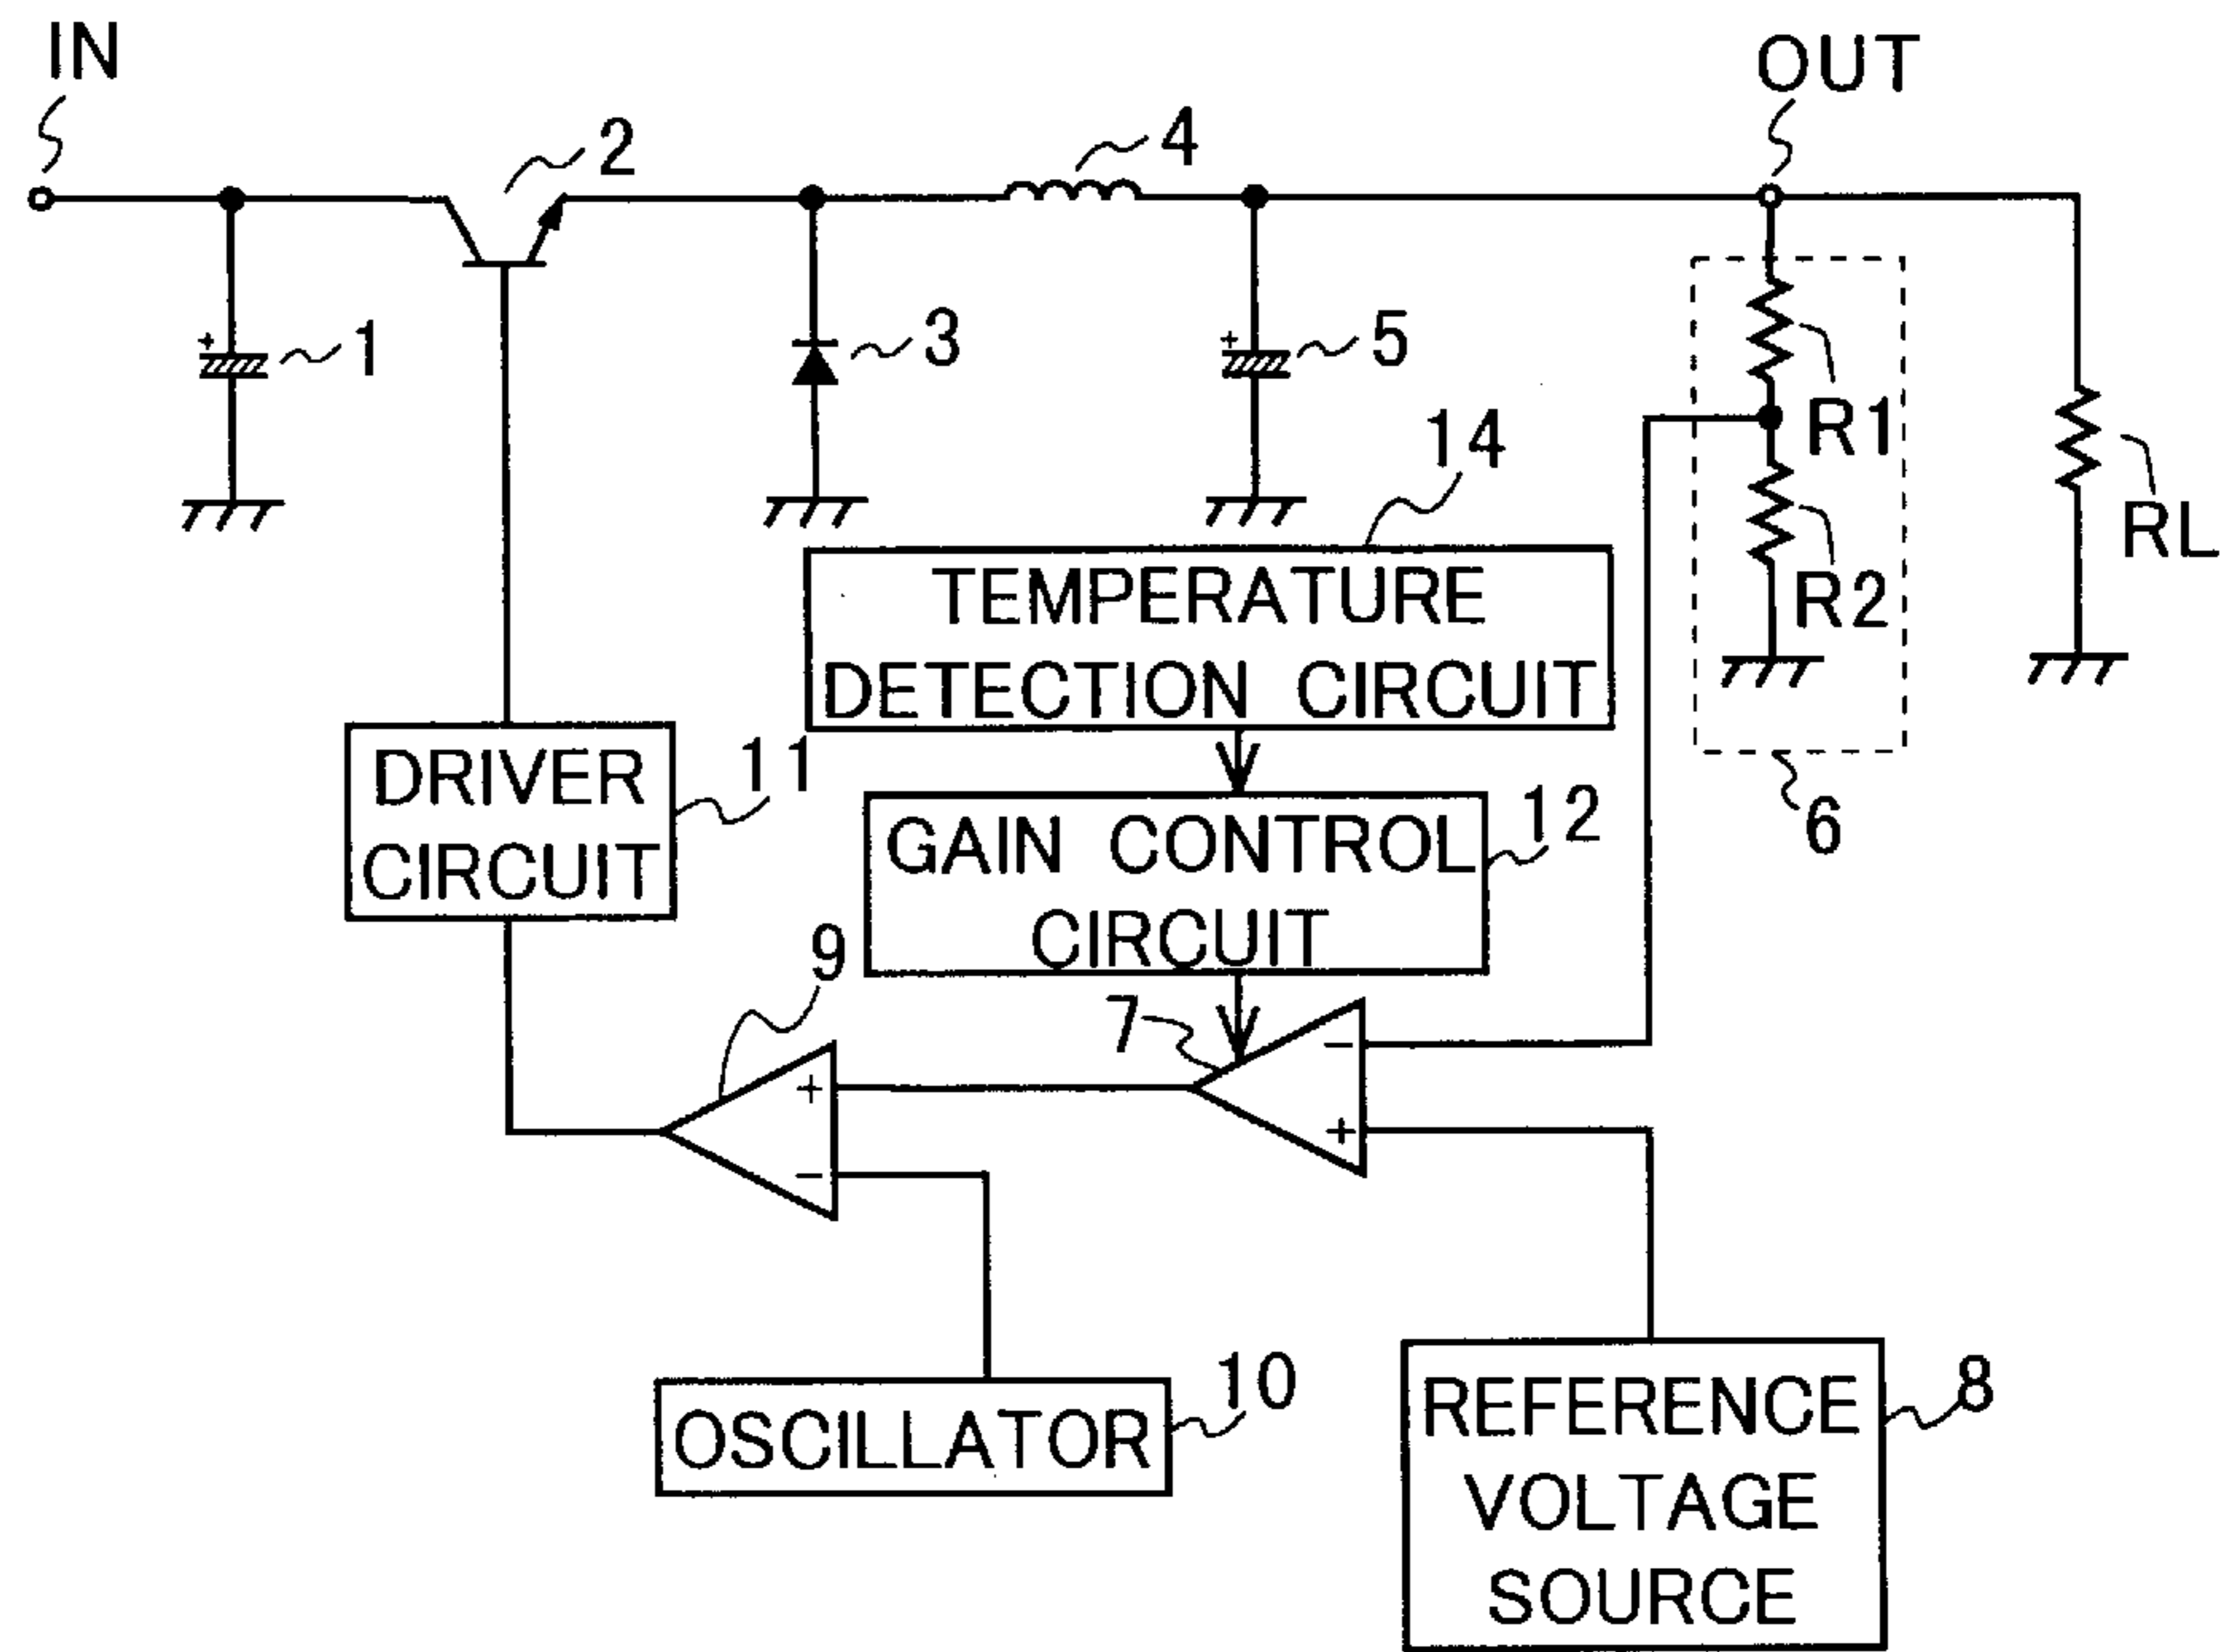 IN
OUT
2
4
+
1
3
+
5
R1
14
RL
TEMPERATURE
DETECTION CIRCUIT
R2
DRIVER
CIRCUIT
11
GAIN CONTROL
CIRCUIT
12
6
9
7
−
+
+
−
OSCILLATOR
10
REFERENCE
VOLTAGE
SOURCE
8